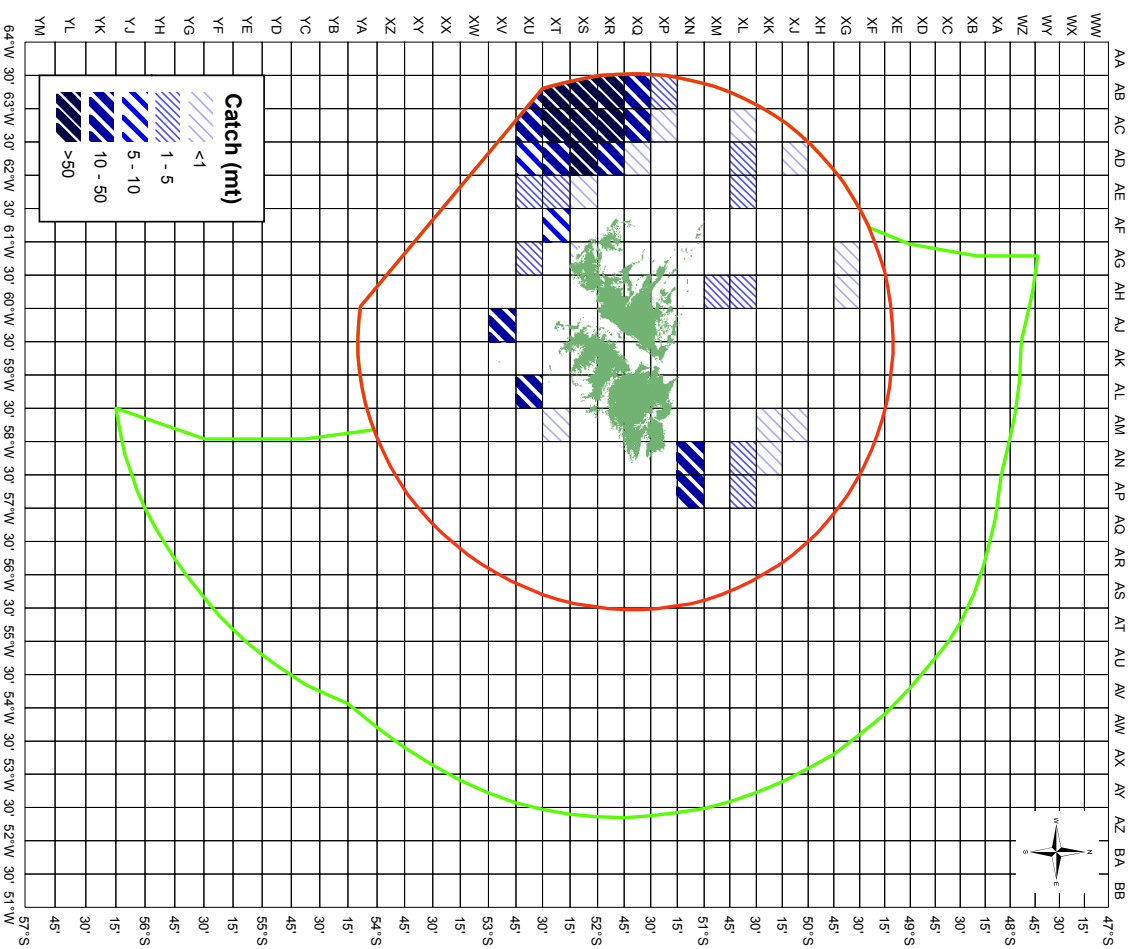 WW
WX
WY
WZ
XA
XB
XC
XD
XE
XF
XG
XH
XJ
XK
XL
XM
XN
XP
XQ
XR
XS
XT
XU
XV
XW
XX
XY
XZ
YA
YB
YC
YD
YE
YF
YG
YH
YJ
YK
YL
YM
AA
AB
AC
AD
AE
AF
AG
AH
AJ
AK
AL
AM
AN
AP
AQ
AR
AS
AT
AU
AV
AW
AX
AY
AZ
BA
BB
64°W
30'
63°W
30'
62°W
30'
61°W
30'
60°W
30'
59°W
30'
58°W
30'
57°W
30'
56°W
30'
55°W
30'
54°W
30'
53°W
30'
52°W
30'
51°W
47°S
15'
30'
45'
48°S
15'
30'
45'
49°S
15'
30'
45'
50°S
15'
30'
45'
51°S
15'
30'
45'
52°S
15'
30'
45'
53°S
15'
30'
45'
54°S
15'
30'
45'
55°S
15'
30'
45'
56°S
15'
30'
45'
57°S
Catch (mt)
<1
1 - 5
5 - 10
10 - 50
>50
N
W
E
S